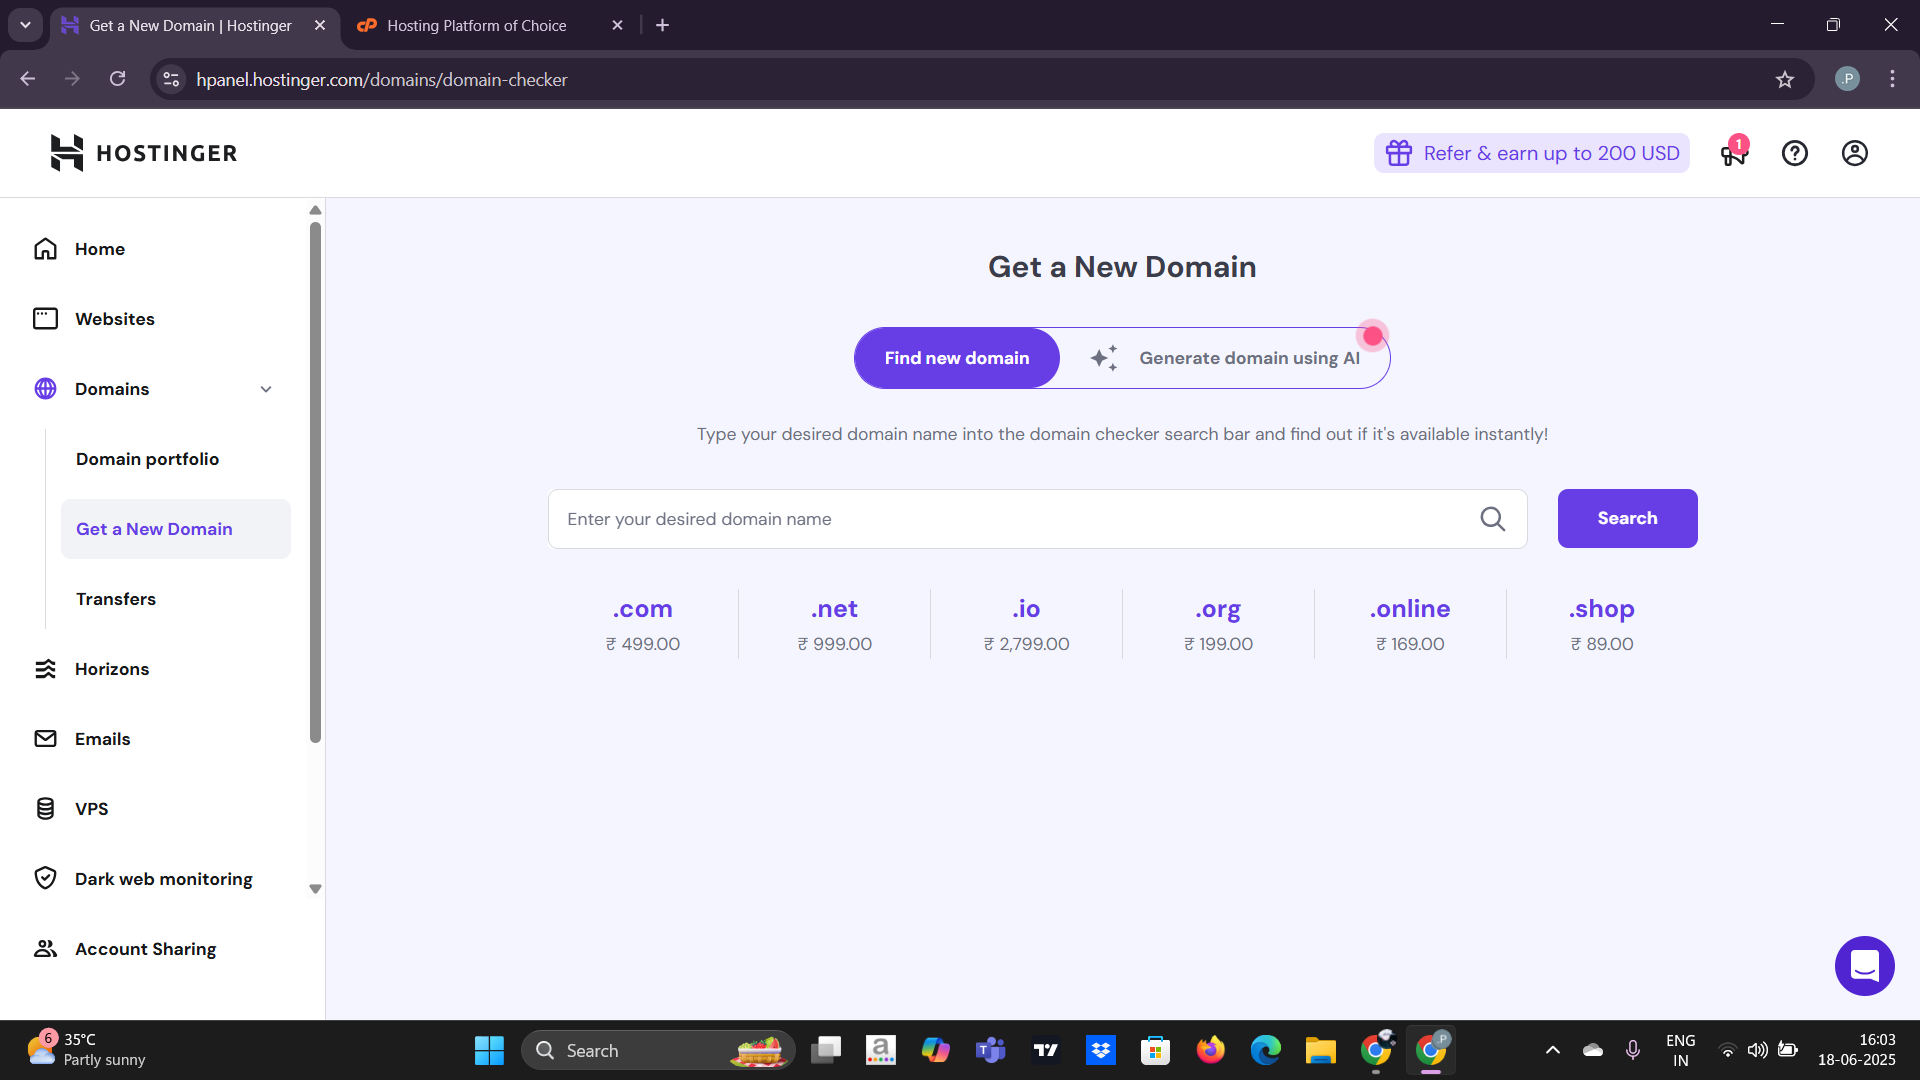 Get a New Domain | Hostinger
Hosting Platform of Choice
hpanel.hostinger.com/domains/domain-checker
.P
HOSTINGER
Refer & earn up to 200 USD
1
Home
Websites
Domains
Domain portfolio
Get a New Domain
Transfers
Horizons
Emails
VPS
Dark web monitoring
Account Sharing
Get a New Domain
Find new domain
Generate domain using AI
Type your desired domain name into the domain checker search bar and find out if it's available instantly!
Enter your desired domain name
Search
.com
₹ 499.00
.net
₹ 999.00
.io
₹ 2,799.00
.org
₹ 199.00
.online
₹ 169.00
.shop
₹ 89.00
6
35°C
Partly sunny
Search
ENG
IN
16:03
18-06-2025